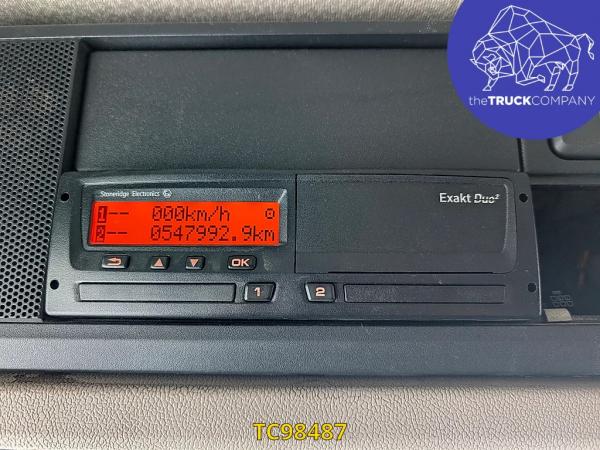 theTRUCKCOMPANY
Stoneridge Electronics
Exakt Duo²
1-- 000km/h
2-- 0547992.9km
OK
1 2
TC98487